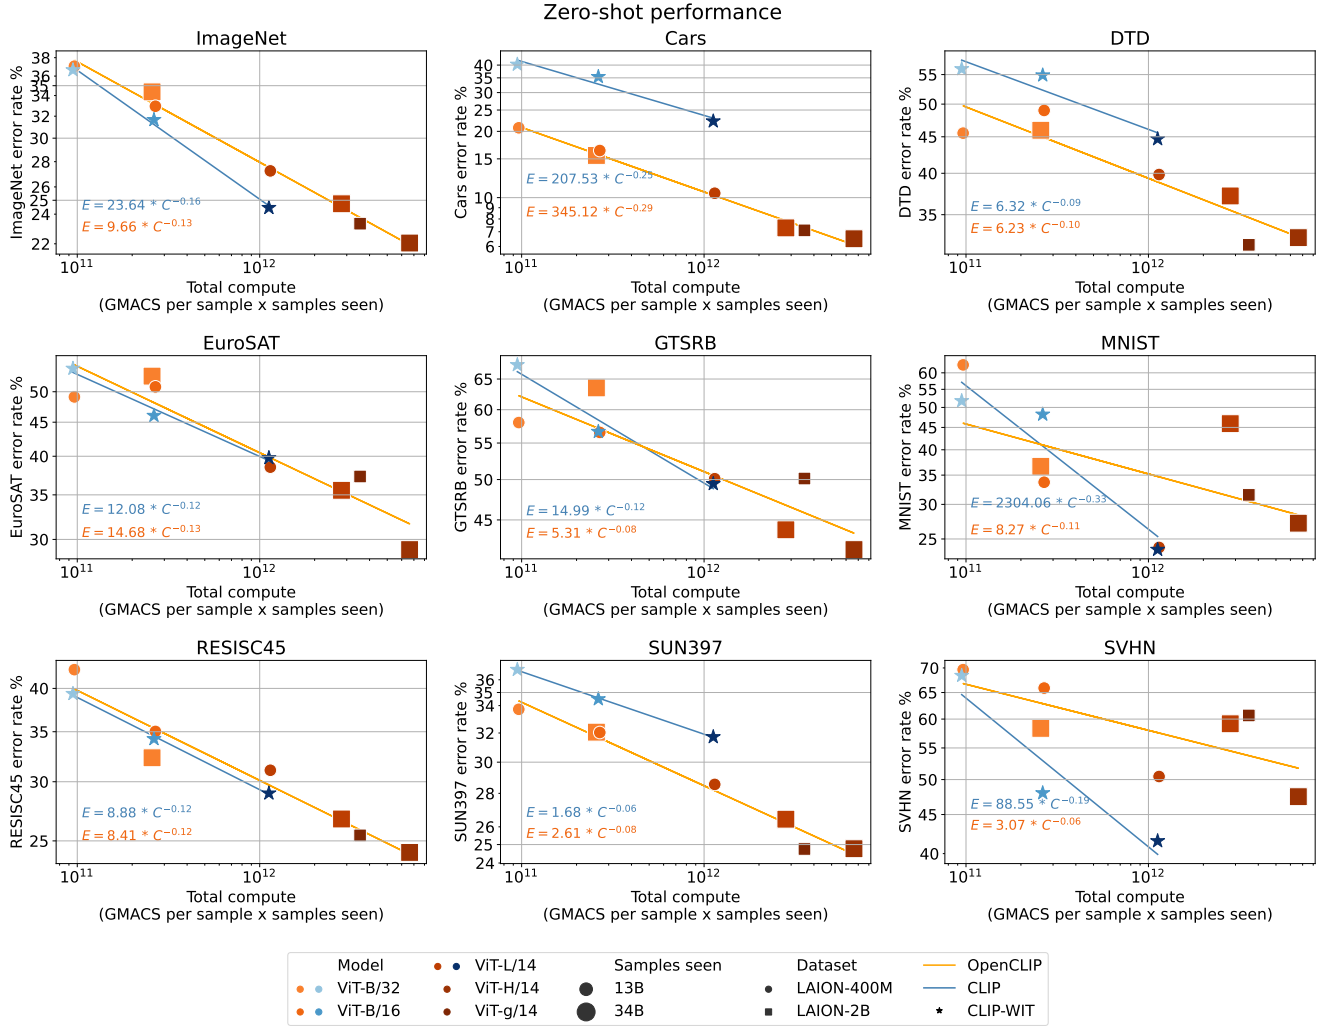 Zero-shot performance
ImageNet
ImageNet error rate %
38
36
35
34
32
30
28
26
25
24
22
E = 23.64 * C^−0.16
E = 9.66 * C^−0.13
10^11
10^12
Total compute
(GMACS per sample x samples seen)
Cars
Cars error rate %
40
35
30
25
20
15
10
9
8
7
6
E = 207.53 * C^−0.25
E = 345.12 * C^−0.29
10^11
10^12
Total compute
(GMACS per sample x samples seen)
DTD
DTD error rate %
55
50
45
40
35
E = 6.32 * C^−0.09
E = 6.23 * C^−0.10
10^11
10^12
Total compute
(GMACS per sample x samples seen)
EuroSAT
EuroSAT error rate %
50
45
40
35
30
E = 12.08 * C^−0.12
E = 14.68 * C^−0.13
10^11
10^12
Total compute
(GMACS per sample x samples seen)
GTSRB
GTSRB error rate %
65
60
55
50
45
E = 14.99 * C^−0.12
E = 5.31 * C^−0.08
10^11
10^12
Total compute
(GMACS per sample x samples seen)
MNIST
MNIST error rate %
60
55
50
45
40
35
30
25
E = 2304.06 * C^−0.33
E = 8.27 * C^−0.11
10^11
10^12
Total compute
(GMACS per sample x samples seen)
RESISC45
RESISC45 error rate %
40
35
30
25
E = 8.88 * C^−0.12
E = 8.41 * C^−0.12
10^11
10^12
Total compute
(GMACS per sample x samples seen)
SUN397
SUN397 error rate %
36
35
34
32
30
28
26
25
24
E = 1.68 * C^−0.06
E = 2.61 * C^−0.08
10^11
10^12
Total compute
(GMACS per sample x samples seen)
SVHN
SVHN error rate %
70
65
60
55
50
45
40
E = 88.55 * C^−0.19
E = 3.07 * C^−0.06
10^11
10^12
Total compute
(GMACS per sample x samples seen)
Model
ViT-B/32
ViT-B/16
ViT-L/14
ViT-H/14
ViT-g/14
Samples seen
13B
34B
Dataset
LAION-400M
LAION-2B
OpenCLIP
CLIP
CLIP-WIT